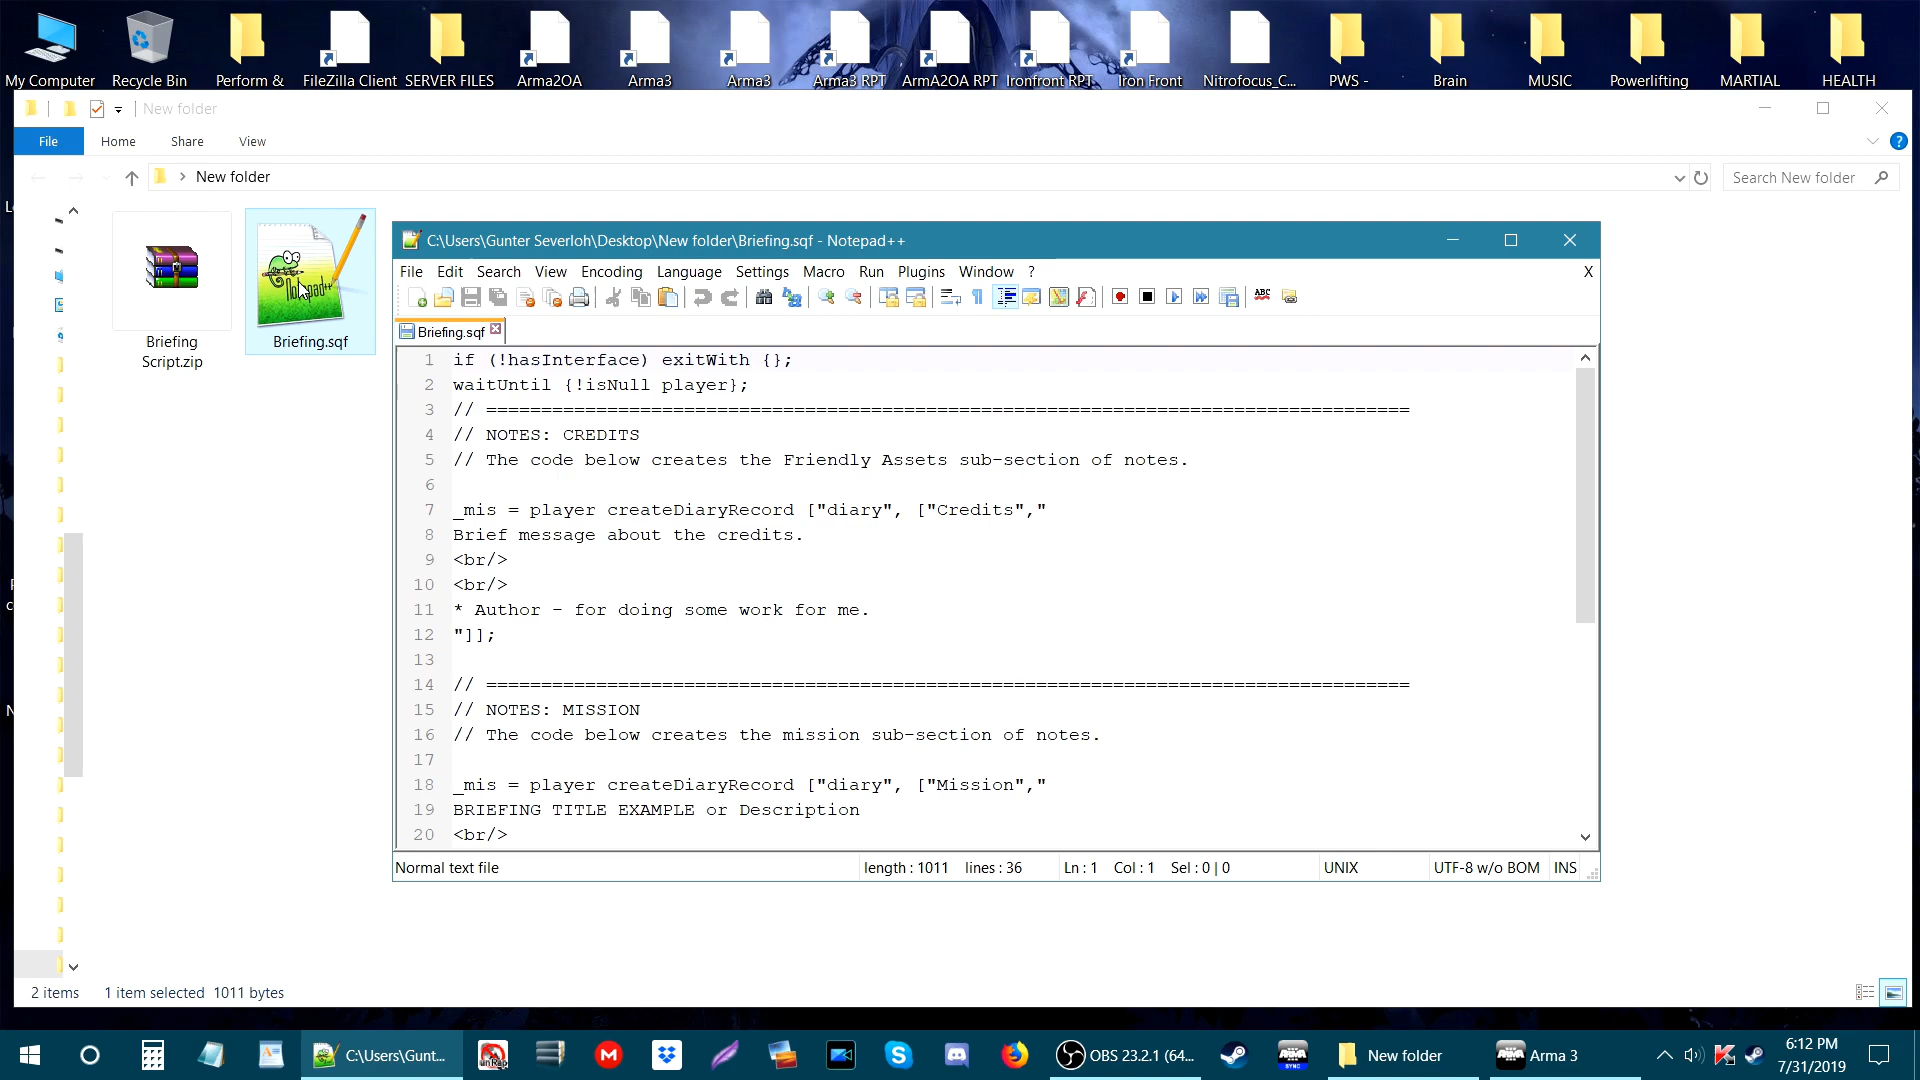 My Computer
Recycle Bin
Perform &
FileZilla Client
SERVER FILES
Arma2OA
Arma3
Arma3
Arma3 RPT
ArmA2OA RPT
Ironfront RPT
Iron Front
Nitrofocus_C...
PWS -
Brain
MUSIC
Powerlifting
MARTIAL
HEALTH
New folder
File Home Share View
New folder
Search New folder
Briefing
Script.zip
Briefing.sqf
C:\Users\Gunter Severloh\Desktop\New folder\Briefing.sqf - Notepad++
File Edit Search View Encoding Language Settings Macro Run Plugins Window ? X
Briefing.sqf
1 if (!hasInterface) exitWith {};
2 waitUntil {!isNull player};
3 // ====================================================================================
4 // NOTES: CREDITS
5 // The code below creates the Friendly Assets sub-section of notes.
6
7 _mis = player createDiaryRecord ["diary", ["Credits","
8 Brief message about the credits.
9 <br/>
10 <br/>
11 * Author - for doing some work for me.
12 "]];
13
14 // ====================================================================================
15 // NOTES: MISSION
16 // The code below creates the mission sub-section of notes.
17
18 _mis = player createDiaryRecord ["diary", ["Mission","
19 BRIEFING TITLE EXAMPLE or Description
20 <br/>
Normal text file length : 1011 lines : 36 Ln : 1 Col : 1 Sel : 0 | 0 UNIX UTF-8 w/o BOM INS
2 items 1 item selected 1011 bytes
C:\Users\Gunt...
OBS 23.2.1 (64...
New folder
Arma 3
6:12 PM
7/31/2019